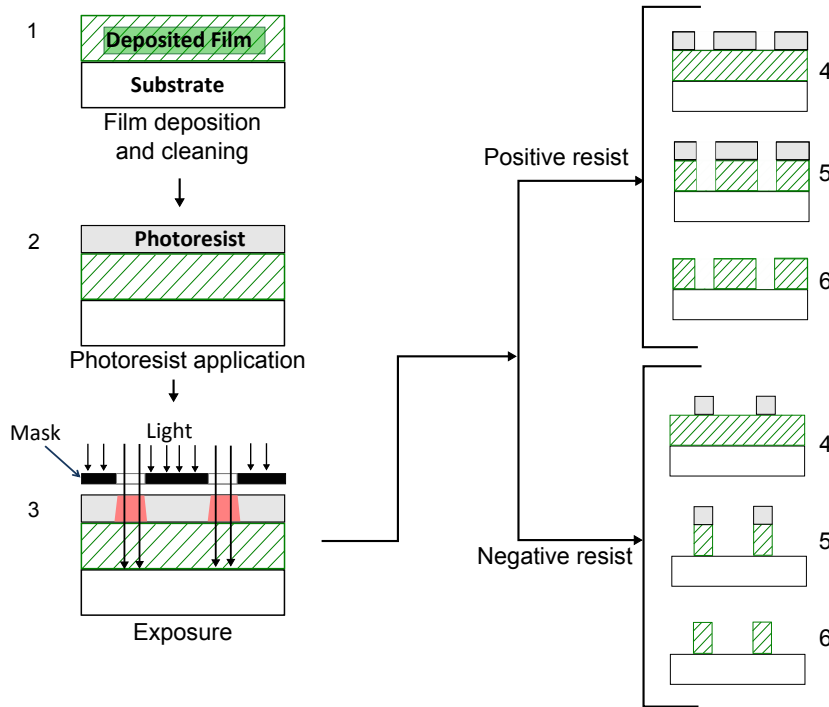 1
Deposited Film
Substrate
Film deposition
and cleaning
2
Photoresist
Photoresist application
Mask
Light
3
Exposure
Positive resist
4
5
6
Negative resist
4
5
6